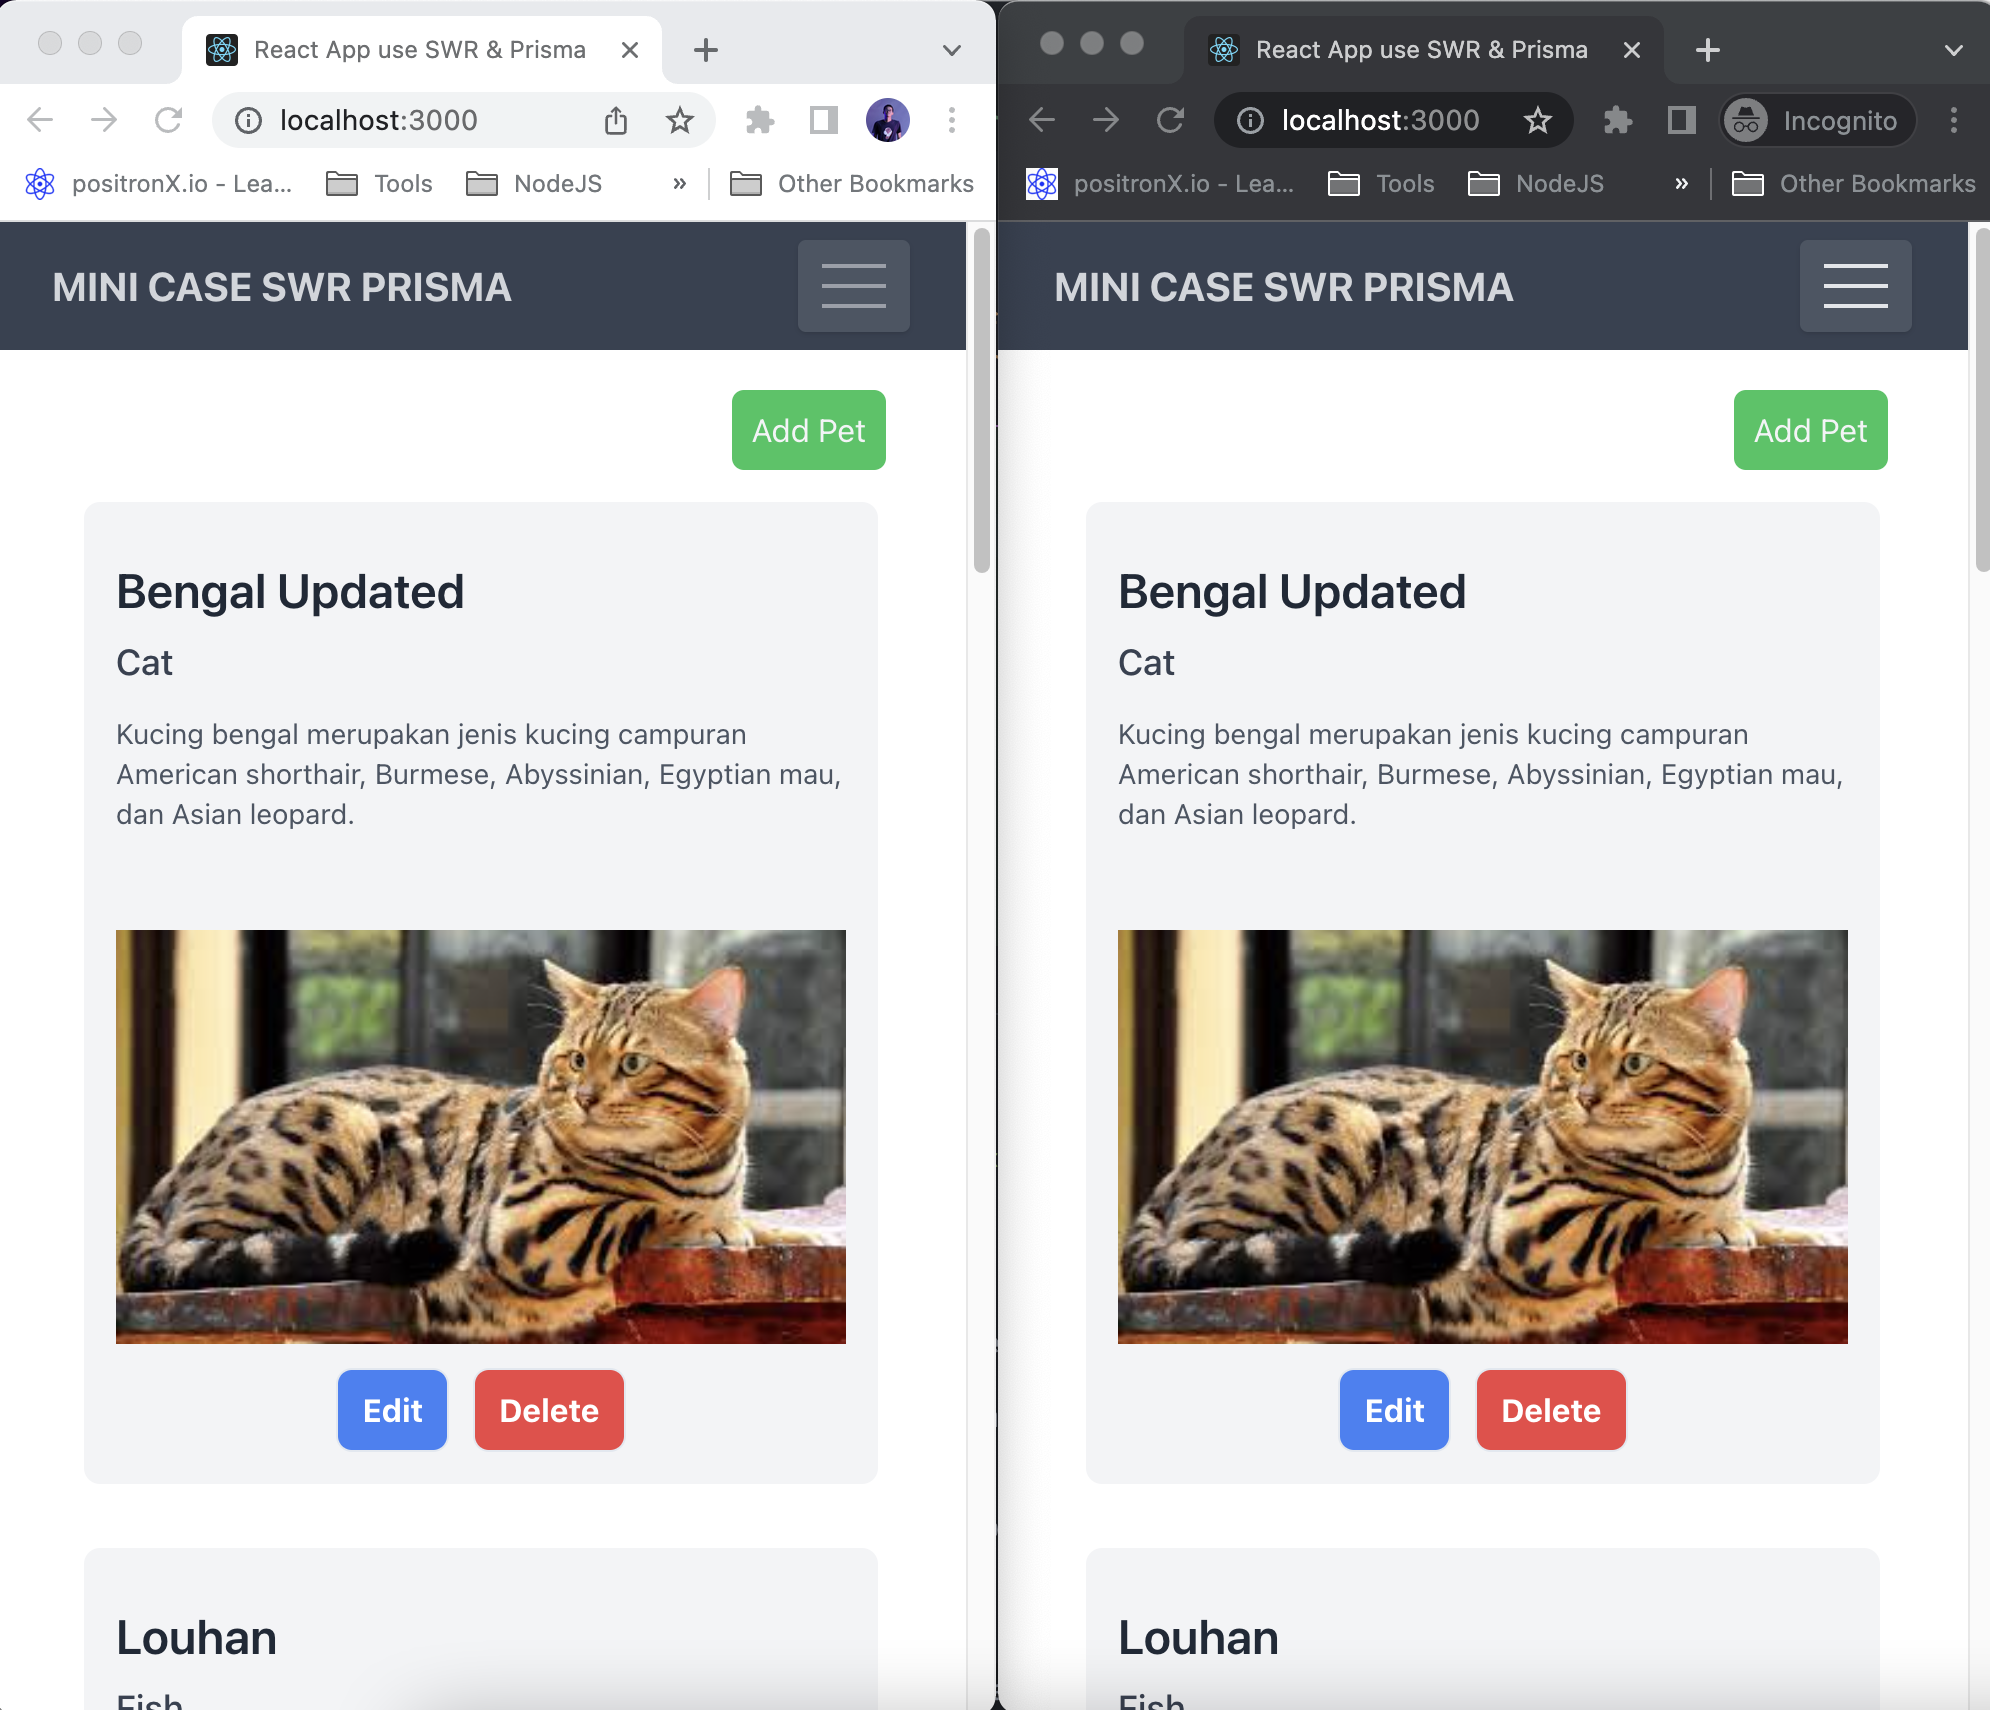 React App use SWR & Prisma
localhost:3000
positronX.io - Lea...
Tools
NodeJS
»
Other Bookmarks
MINI CASE SWR PRISMA
Add Pet
Bengal Updated
Cat
Kucing bengal merupakan jenis kucing campuran
American shorthair, Burmese, Abyssinian, Egyptian mau,
dan Asian leopard.
Edit
Delete
Louhan
Fish
React App use SWR & Prisma
localhost:3000
Incognito
positronX.io - Lea...
Tools
NodeJS
»
Other Bookmarks
MINI CASE SWR PRISMA
Add Pet
Bengal Updated
Cat
Kucing bengal merupakan jenis kucing campuran
American shorthair, Burmese, Abyssinian, Egyptian mau,
dan Asian leopard.
Edit
Delete
Louhan
Fish